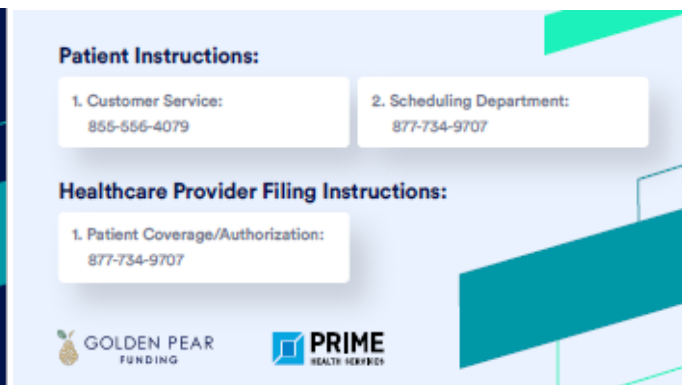 Patient Instructions:
1. Customer Service:
855-556-4079
2. Scheduling Department:
877-734-9707
Healthcare Provider Filing Instructions:
1. Patient Coverage/Authorization:
877-734-9707
GOLDEN PEAR
FUNDING
PRIME
HEALTH SERVICES